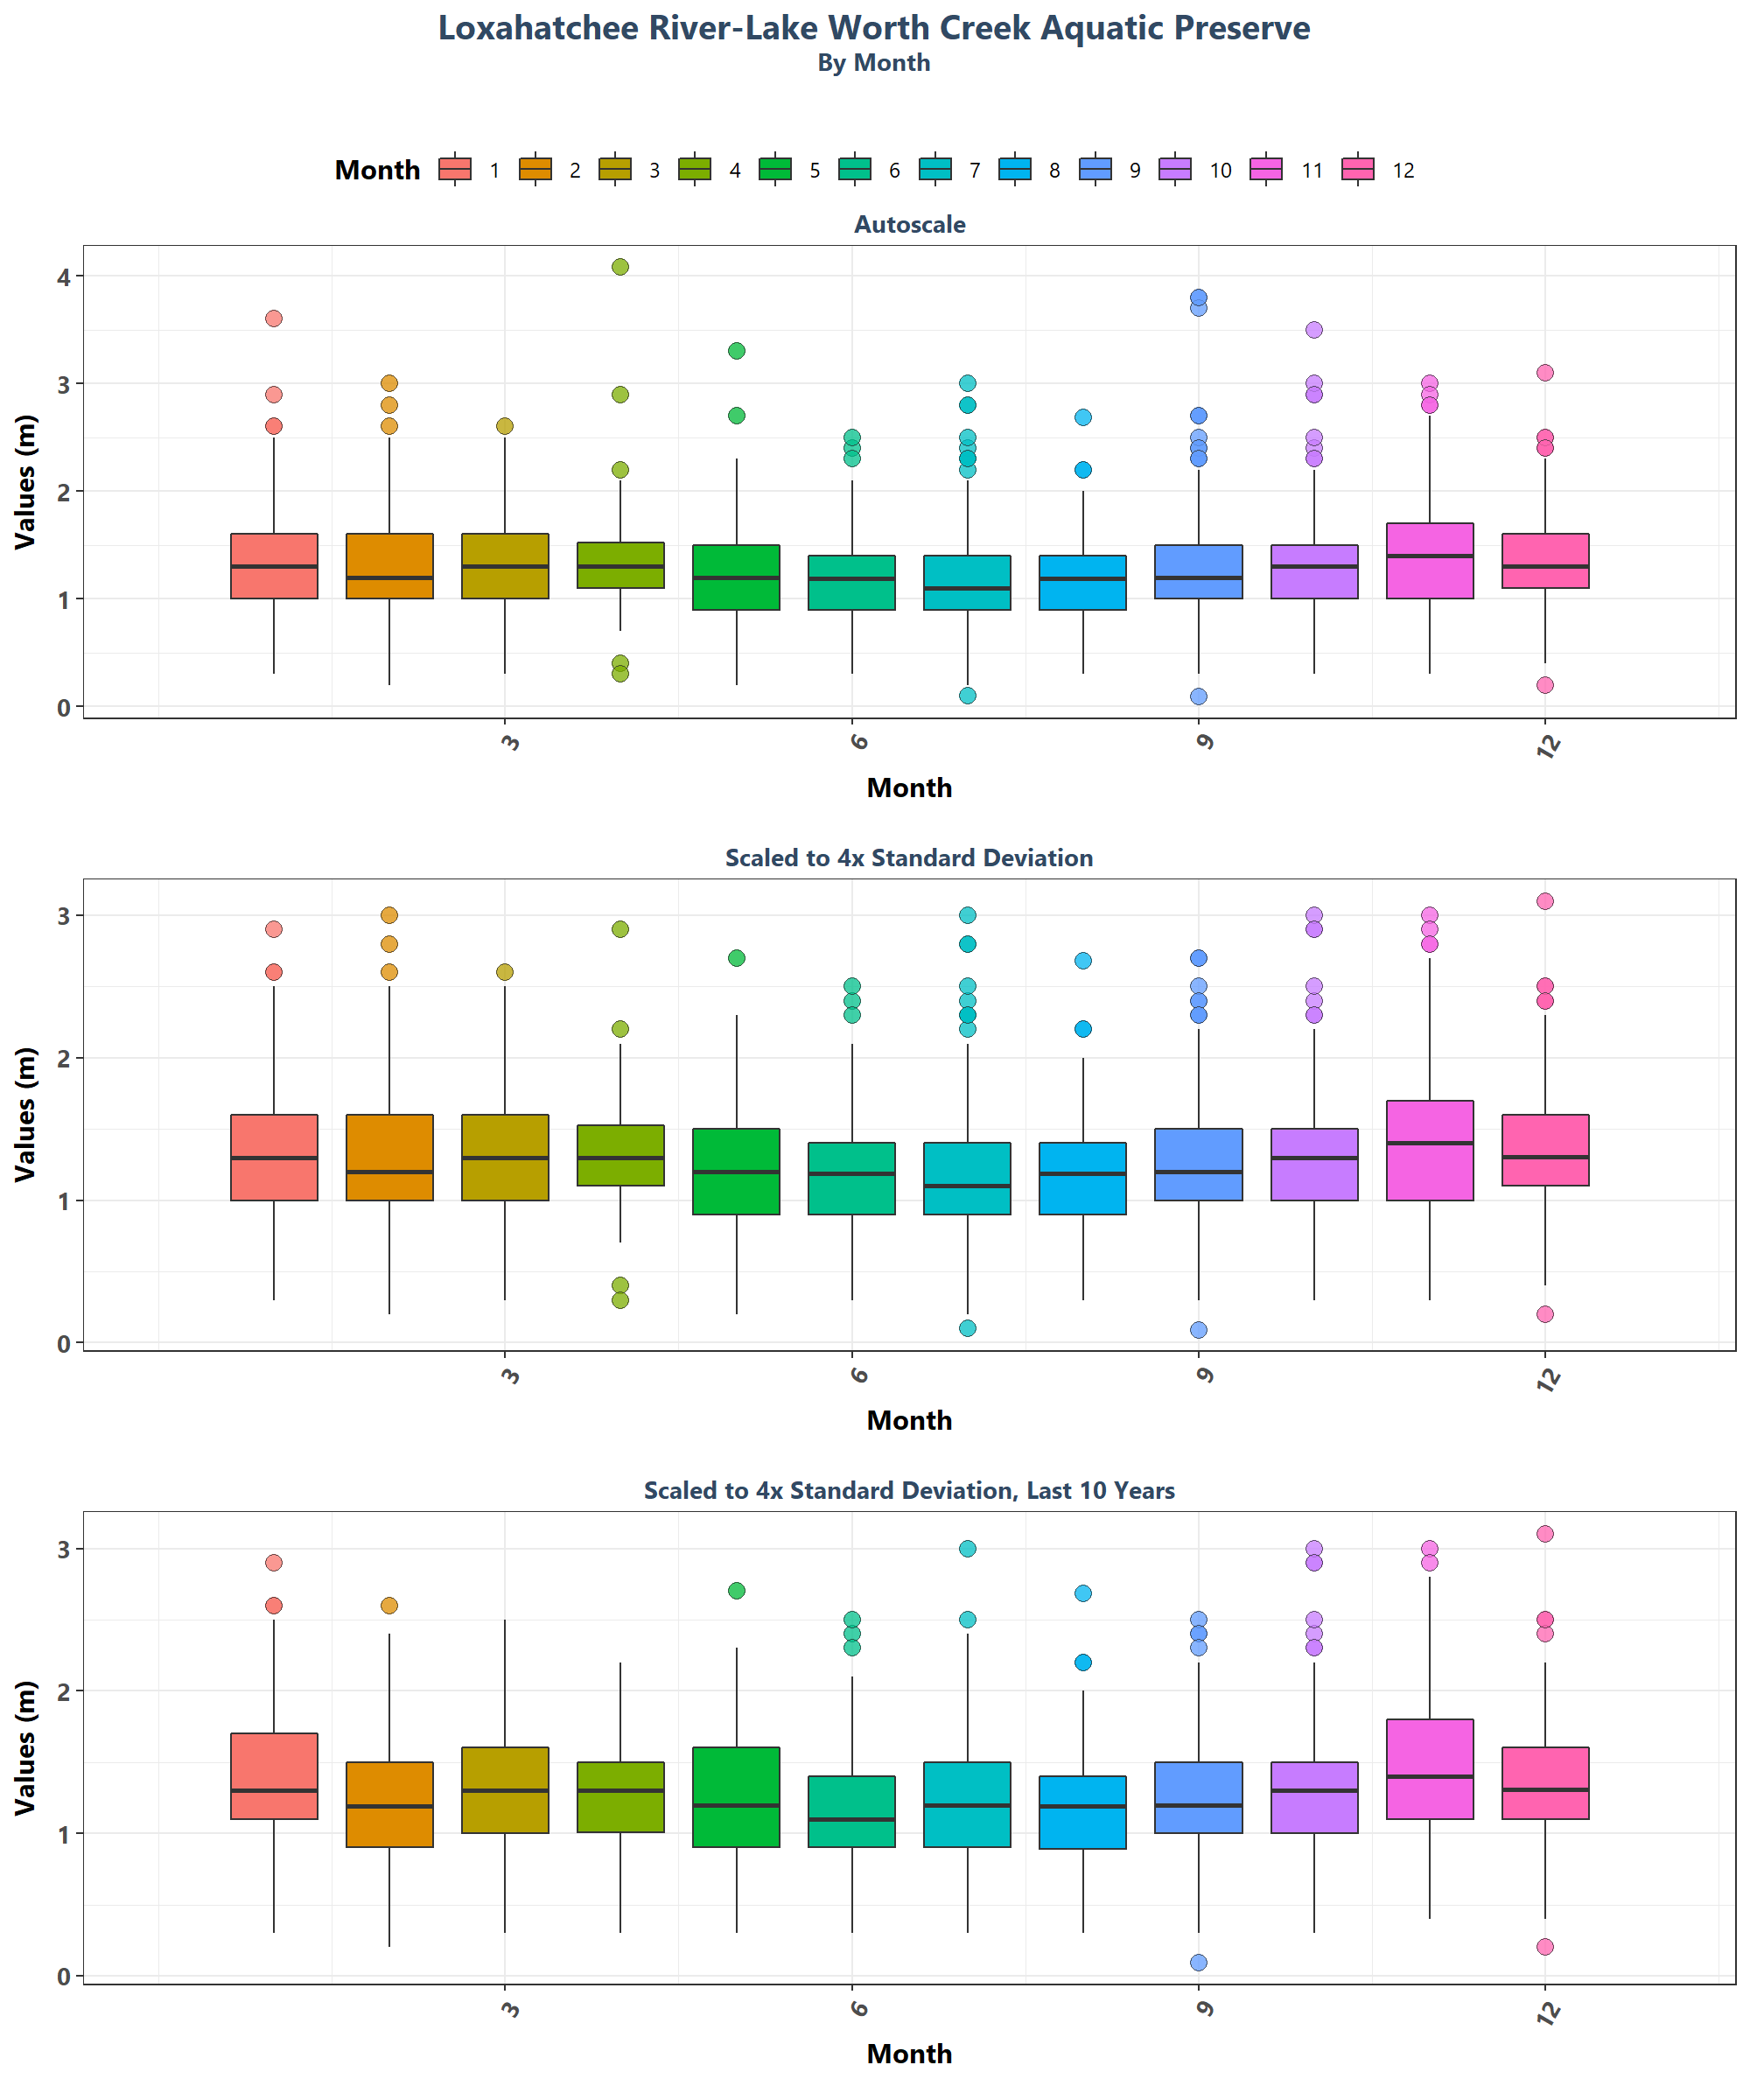 Loxahatchee River-Lake Worth Creek Aquatic Preserve
By Month
Month 1 2 3 4 5 6 7 8 9 10 11 12
Autoscale
Values (m)
4
3
2
1
0
3 6 9 12
Month
Scaled to 4x Standard Deviation
Values (m)
3
2
1
0
3 6 9 12
Month
Scaled to 4x Standard Deviation, Last 10 Years
Values (m)
3
2
1
0
3 6 9 12
Month